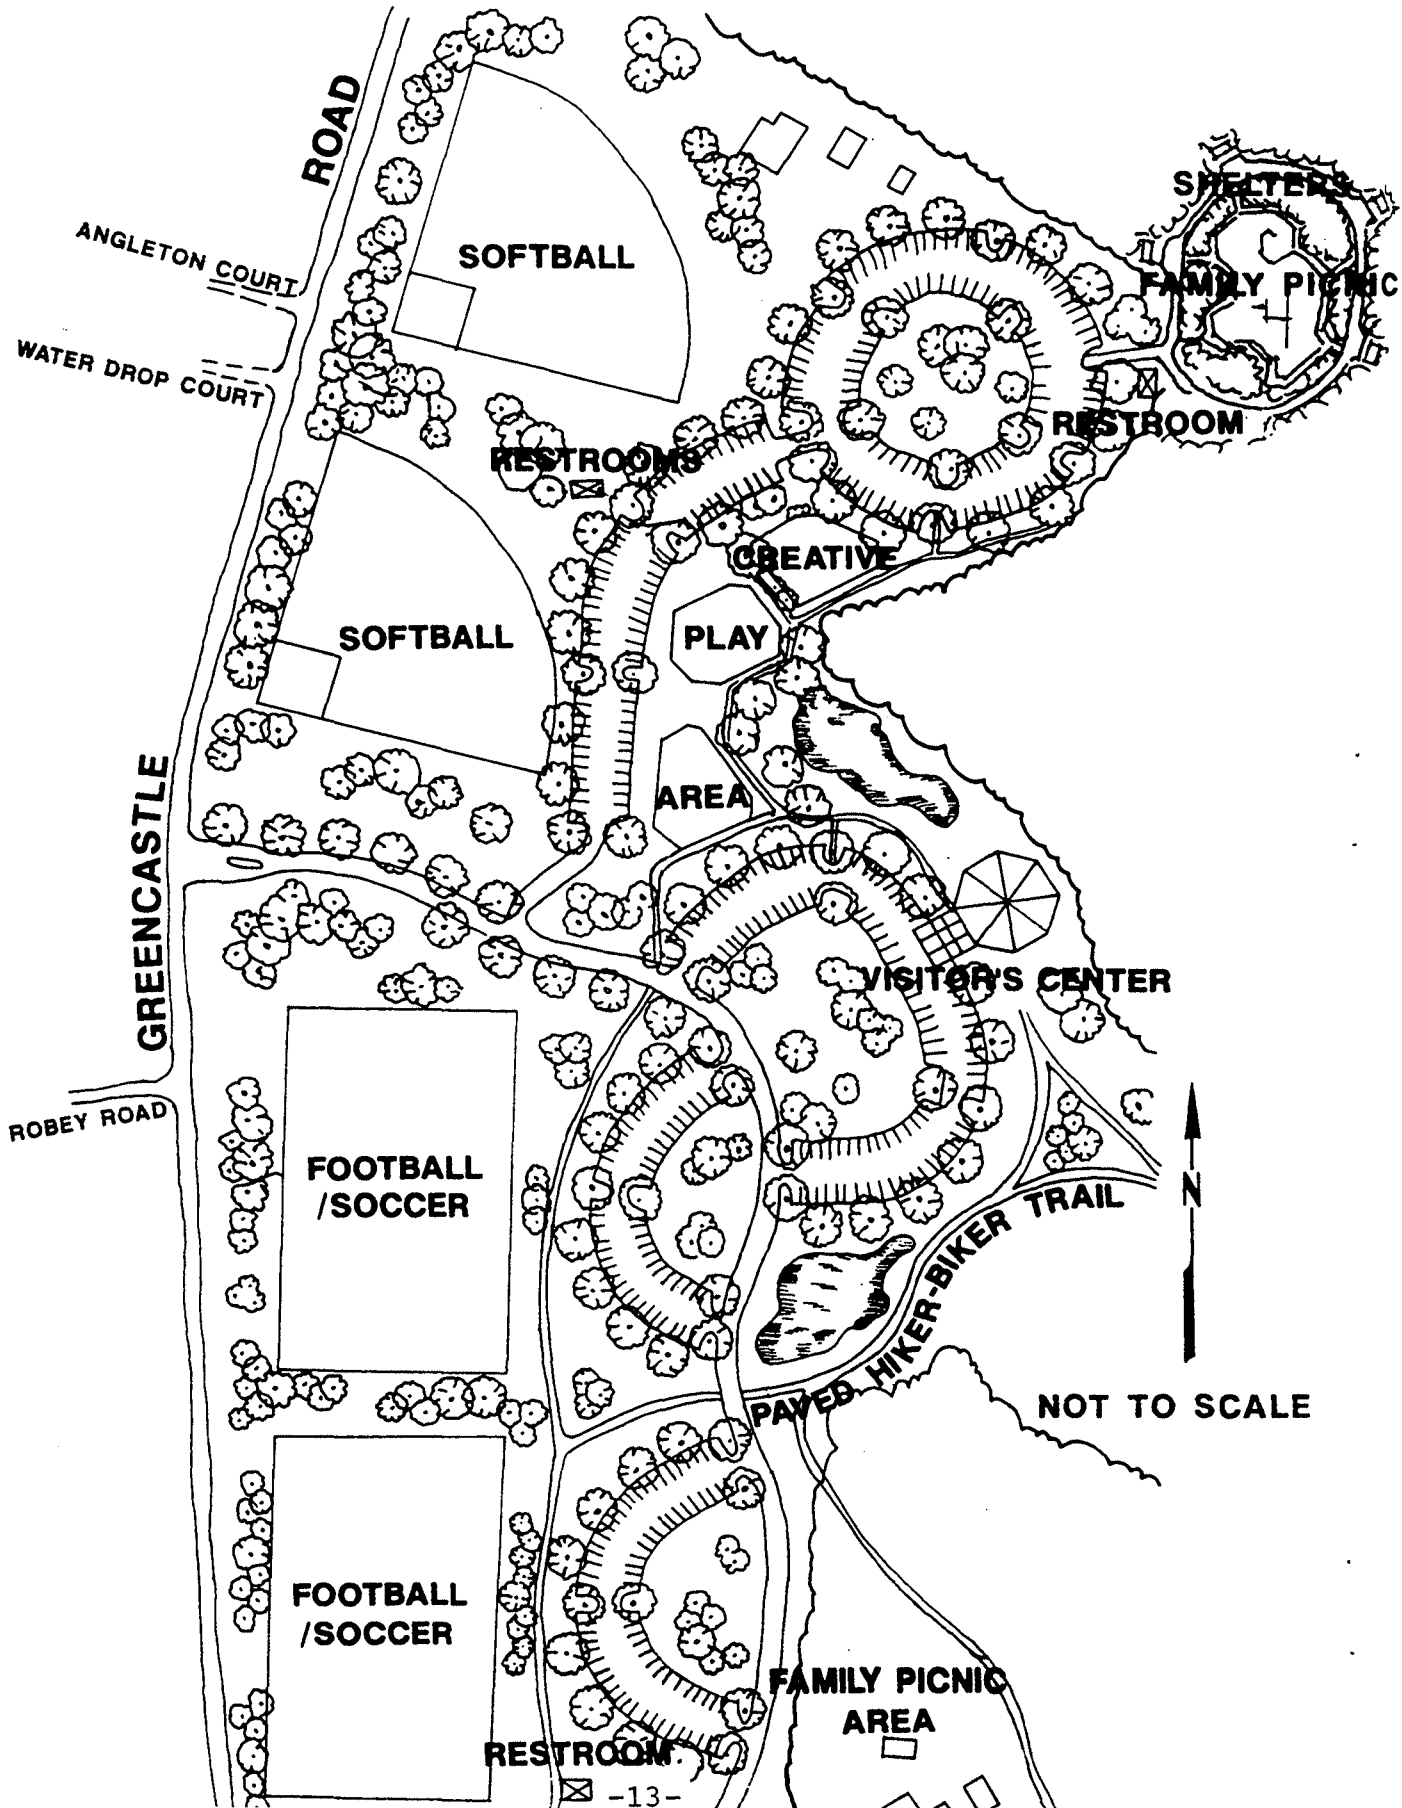 ROAD
SHELTERS
ANGLETON COURT
SOFTBALL
FAMILY PICNIC
WATER DROP COURT
RESTROOM
RESTROOMS
CREATIVE
SOFTBALL
PLAY
AREA
GREENCASTLE
VISITOR'S CENTER
ROBEY ROAD
FOOTBALL
/SOCCER
N
PAVED HIKER-BIKER TRAIL
NOT TO SCALE
FOOTBALL
/SOCCER
FAMILY PICNIC
AREA
RESTROOM
-13-